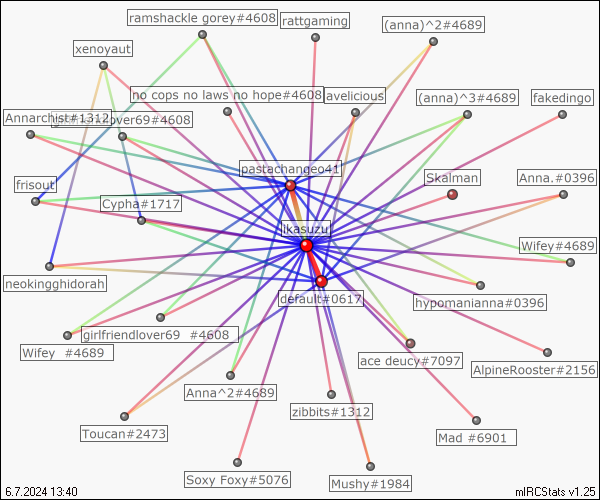 ramshackle gorey#4608
rattgaming
(anna)^2#4689
xenoyaut
no cops no laws no hope#4608
avelicious
(anna)^3#4689
fakedingo
Annarchist#1312
over69#4608
pastachangeo41
frisout
Skalman
Anna.#0396
Cypha#1717
ikasuzu
Wifey#4689
neokingghidorah
default#0617
hypomanianna#0396
girlfriendlover69 #4608
Wifey #4689
ace deucy#7097
AlpineRooster#2156
Anna^2#4689
zibbits#1312
Toucan#2473
Mad #6901
Soxy Foxy#5076
Mushy#1984
6.7.2024 13:40
mIRCStats v1.25